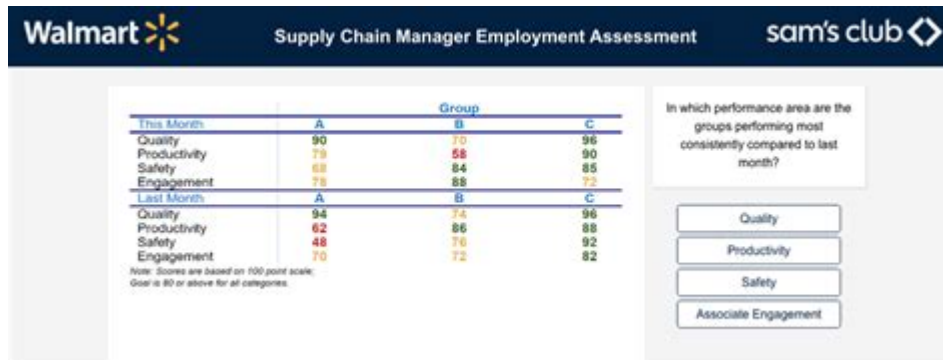 Walmart
Supply Chain Manager Employment Assessment
sam's club
Group
This Month A B C
Quality 90 70 96
Productivity 79 58 90
Safety 68 84 85
Engagement 78 88 72
Last Month A B C
Quality 94 74 96
Productivity 62 86 88
Safety 48 76 92
Engagement 70 72 82
Note: Scores are based on 100 point scale;
Goal is 80 or above for all categories.
In which performance area are the
groups performing most
consistently compared to last
month?
Quality
Productivity
Safety
Associate Engagement